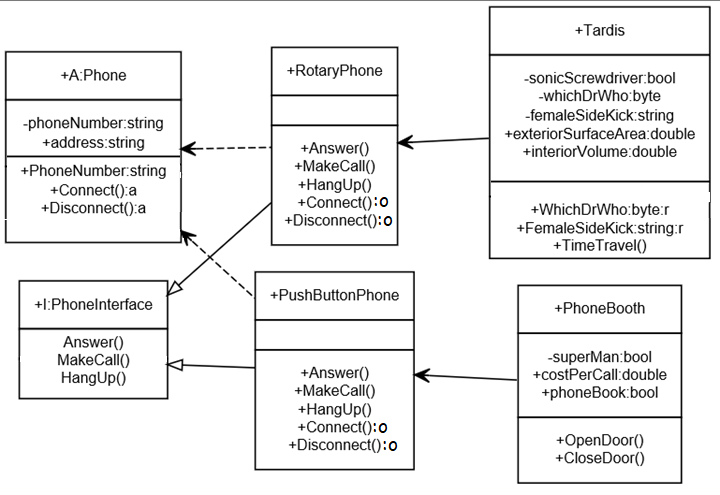 +A:Phone
-phoneNumber:string
+address:string
+PhoneNumber:string
+Connect():a
+Disconnect():a
+RotaryPhone
+Answer()
+MakeCall()
+HangUp()
+Connect():o
+Disconnect():o
+Tardis
-sonicScrewdriver:bool
-whichDrWho:byte
-femaleSideKick:string
+exteriorSurfaceArea:double
+interiorVolume:double
+WhichDrWho:byte:r
+FemaleSideKick:string:r
+TimeTravel()
+I:PhoneInterface
Answer()
MakeCall()
HangUp()
+PushButtonPhone
+Answer()
+MakeCall()
+HangUp()
+Connect():o
+Disconnect():o
+PhoneBooth
-superMan:bool
+costPerCall:double
+phoneBook:bool
+OpenDoor()
+CloseDoor()